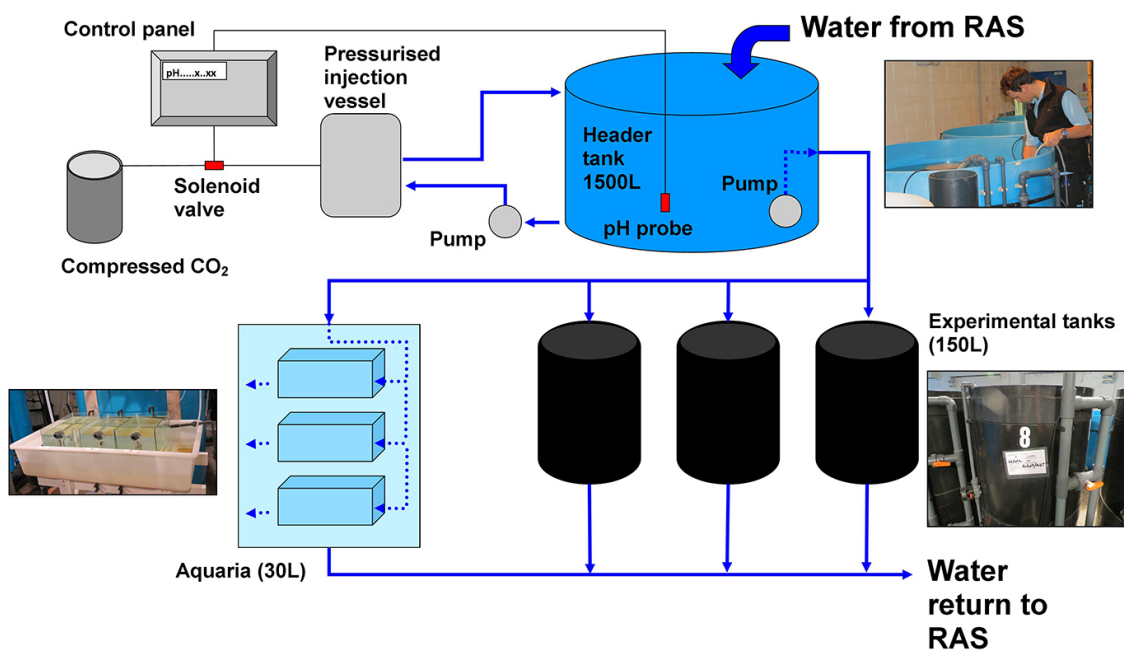 Control panel
pH.....x..xx
Pressurised
injection
vessel
Water from RAS
Header
tank
1500L
Pump
pH probe
Solenoid
valve
Pump
Compressed CO₂
Experimental tanks
(150L)
8
Aquaria (30L)
Water
return to
RAS